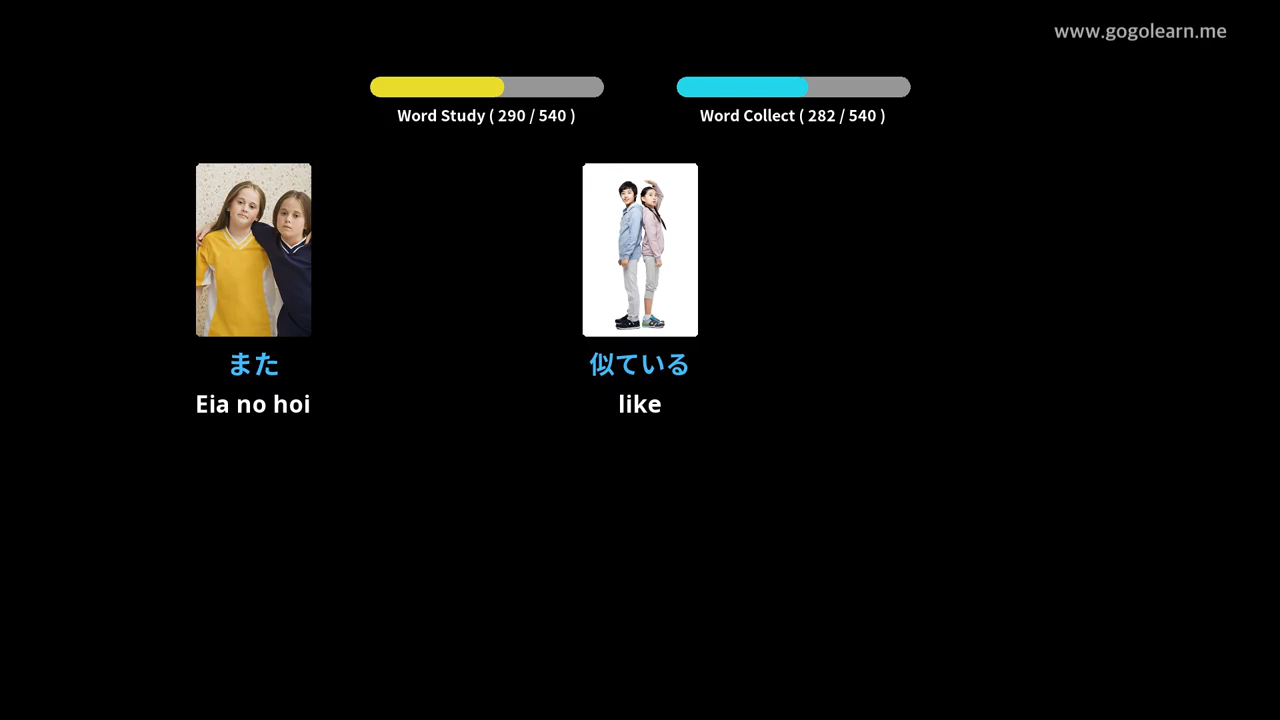 www.gogolearn.me
Word Study ( 290 / 540 )
Word Collect ( 282 / 540 )
また
Eia no hoi
似ている
like